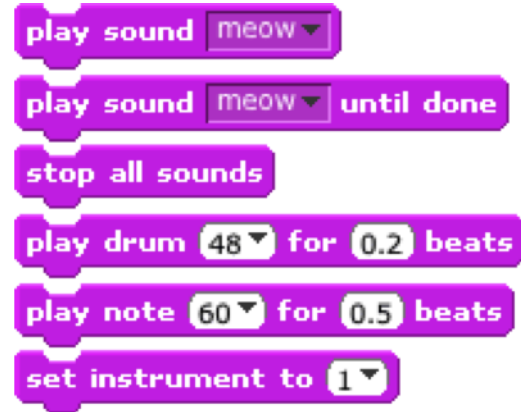 play sound meow
play sound meow until done
stop all sounds
play drum 48 for 0.2 beats
play note 60 for 0.5 beats
set instrument to 1